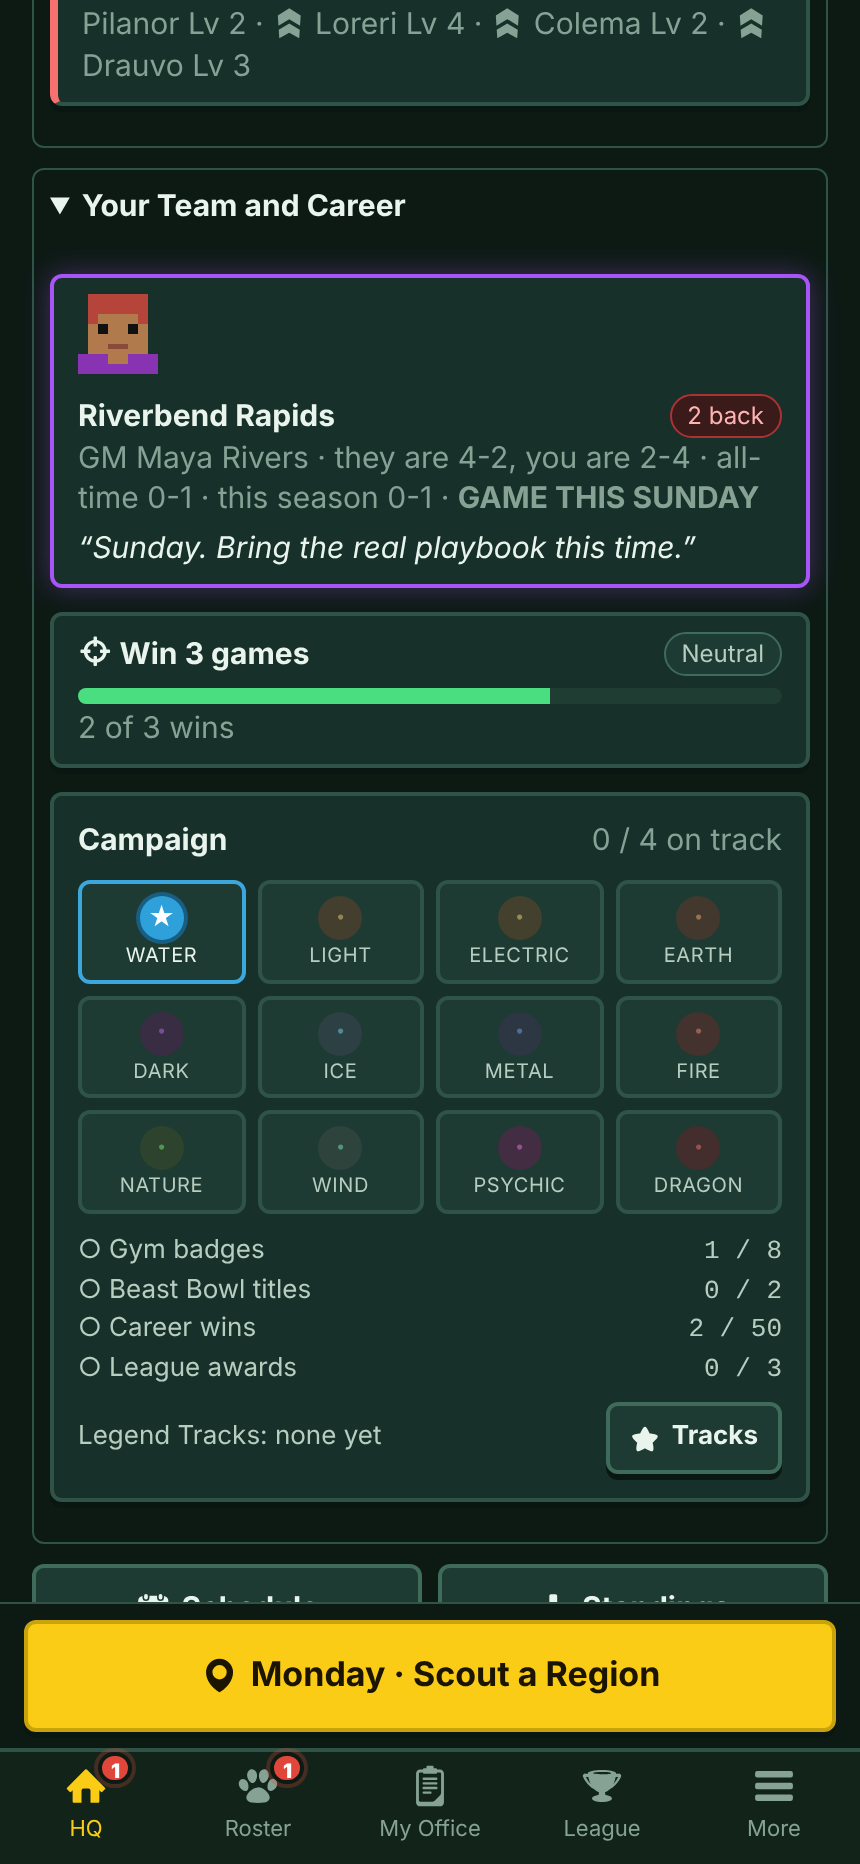 Pilanor Lv 2 · Loreri Lv 4 · Colema Lv 2 ·
Drauvo Lv 3
Your Team and Career
Riverbend Rapids
2 back
GM Maya Rivers · they are 4-2, you are 2-4 · all-
time 0-1 · this season 0-1 · GAME THIS SUNDAY
“Sunday. Bring the real playbook this time.”
Win 3 games
Neutral
2 of 3 wins
Campaign
0 / 4 on track
WATER
LIGHT
ELECTRIC
EARTH
DARK
ICE
METAL
FIRE
NATURE
WIND
PSYCHIC
DRAGON
Gym badges
1 / 8
Beast Bowl titles
0 / 2
Career wins
2 / 50
League awards
0 / 3
Legend Tracks: none yet
Tracks
Schedule
Standings
Monday · Scout a Region
1
HQ
1
Roster
My Office
League
More